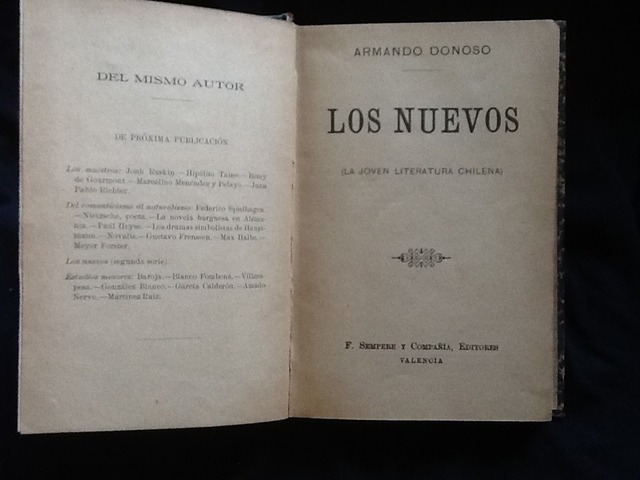 DEL MISMO AUTOR
DE PRÓXIMA PUBLICACIÓN
Los maestros: Jonh Ruskin.—Hipólito Taine.—Remy
de Gourmont.—Marcelino Menéndez y Pelayo.—Juan
Pablo Richter.
Del romanticismo al naturalismo: Federico Spielhagen.
—Nietzsche, poeta.—La novela burguesa en Alema-
nia.—Paul Heyse.—Los dramas simbolistas de Haupt-
mann.—Novalis.—Gustavo Frenssen.—Max Halbe.—
Meyer Forster.
Los nuevos (segunda serie).
Estudios menores: Baroja.—Blanco Fombona.—Villaes-
pesa.—González Blanco.—García Calderón.—Amado
Nervo.—Martínez Ruiz.
ARMANDO DONOSO
LOS NUEVOS
(LA JOVEN LITERATURA CHILENA)
F. Sempere y Compañía, Editores
VALENCIA